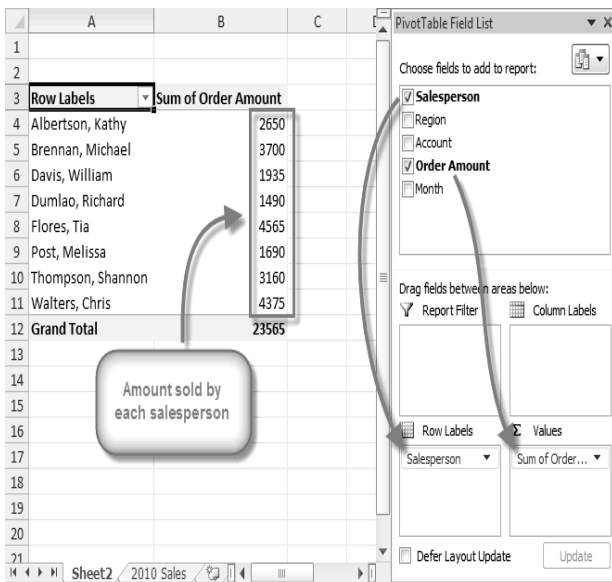 A B C
PivotTable Field List
1
2
Choose fields to add to report:
3 Row Labels Sum of Order Amount
Salesperson
4 Albertson, Kathy 2650
Region
5 Brennan, Michael 3700
Account
6 Davis, William 1935
Order Amount
7 Dumlao, Richard 1490
Month
8 Flores, Tia 4565
9 Post, Melissa 1690
10 Thompson, Shannon 3160
11 Walters, Chris 4375
12 Grand Total 23565
Drag fields between areas below:
Report Filter Column Labels
13
14
15
16
17
18
19
20
21
Amount sold by
each salesperson
Row Labels Σ Values
Salesperson Sum of Order...
Defer Layout Update Update
Sheet2 2010 Sales